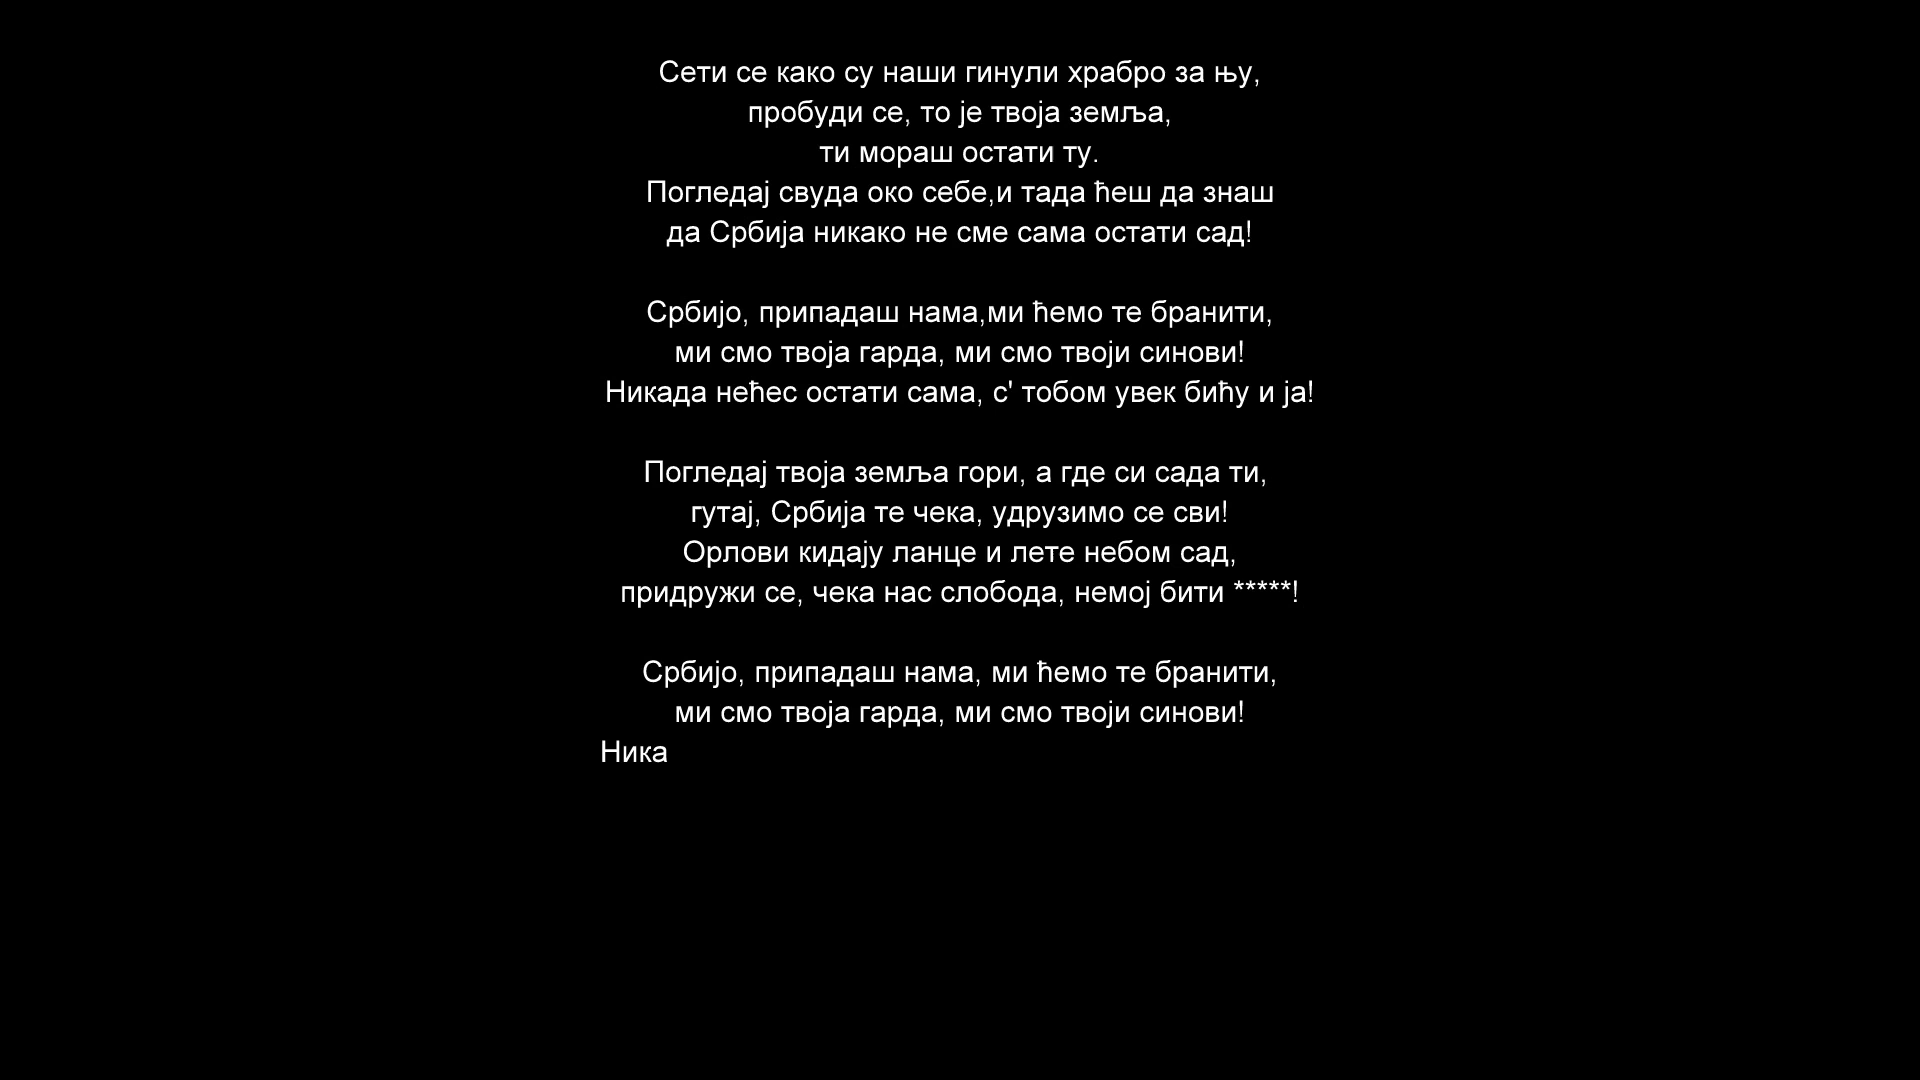 Сети се како су наши гинули храбро за њу,
пробуди се, то је твоја земља,
ти мораш остати ту.
Погледај свуда око себе,и тада ћеш да знаш
да Србија никако не сме сама остати сад!
Србијо, припадаш нама,ми ћемо те бранити,
ми смо твоја гарда, ми смо твоји синови!
Никада нећес остати сама, с' тобом увек бићу и ја!
Погледај твоја земља гори, а где си сада ти,
гутај, Србија те чека, удрузимо се сви!
Орлови кидају ланце и лете небом сад,
придружи се, чека нас слобода, немој бити *****!
Србијо, припадаш нама, ми ћемо те бранити,
ми смо твоја гарда, ми смо твоји синови!
Ника